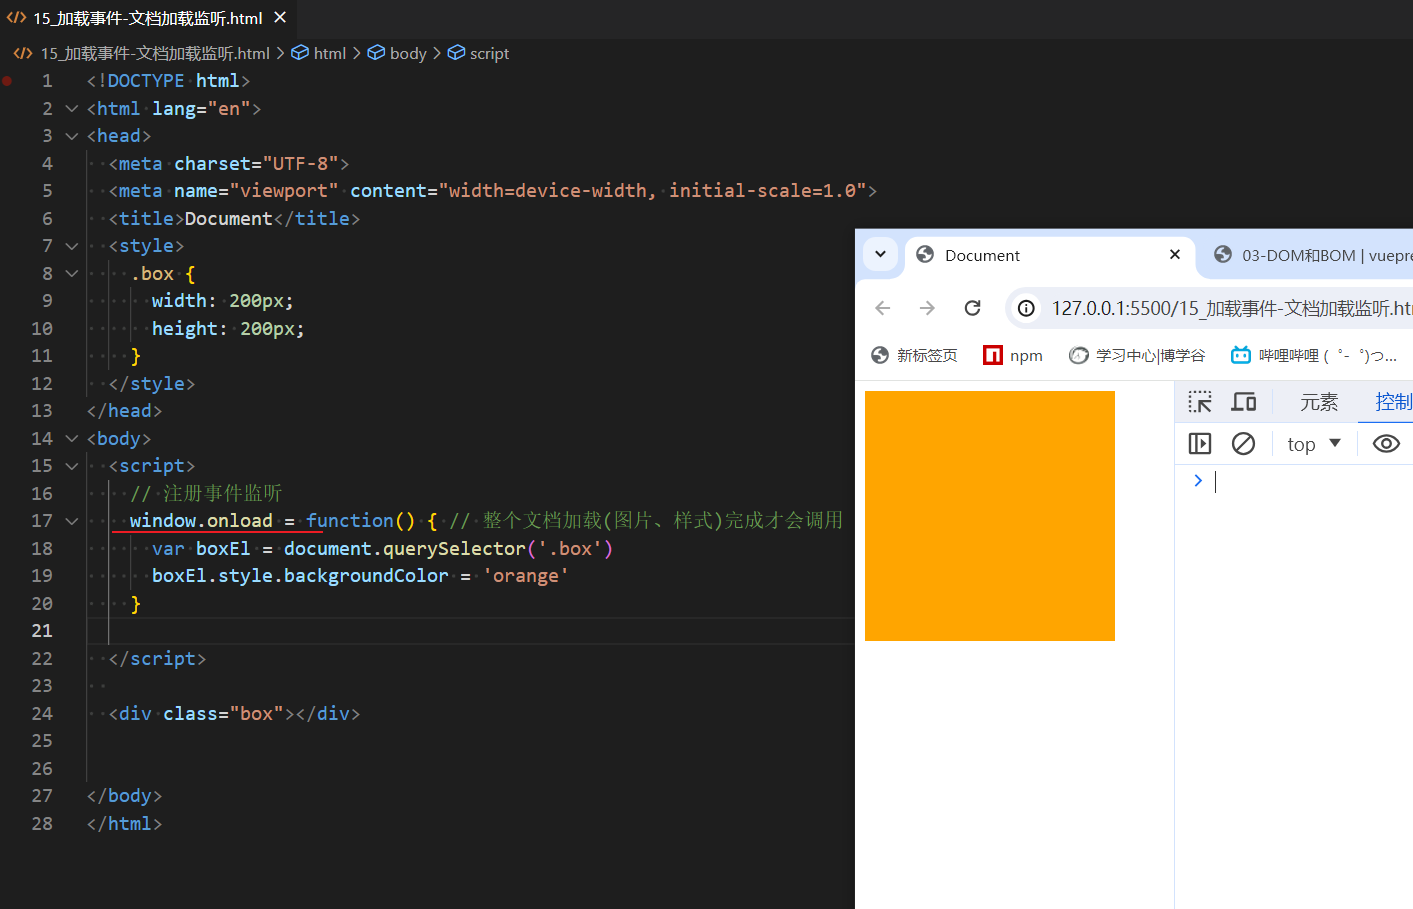 15_加载事件-文档加载监听.html
15_加载事件-文档加载监听.html > html > body > script
1 <!DOCTYPE html>
2 <html lang="en">
3 <head>
4 <meta charset="UTF-8">
5 <meta name="viewport" content="width=device-width, initial-scale=1.0">
6 <title>Document</title>
7 <style>
8 .box {
9 width: 200px;
10 height: 200px;
11 }
12 </style>
13 </head>
14 <body>
15 <script>
16 // 注册事件监听
17 window.onload = function() { // 整个文档加载(图片、样式)完成才会调用
18 var boxEl = document.querySelector('.box')
19 boxEl.style.backgroundColor = 'orange'
20 }
21
22 </script>
23
24 <div class="box"></div>
25
26
27 </body>
28 </html>
Document
03-DOM和BOM | vuepre
127.0.0.1:5500/15_加载事件-文档加载监听.ht
新标签页 npm 学习中心|博学谷 哔哩哔哩 ( ゜- ゜)つ...
元素 控制
top